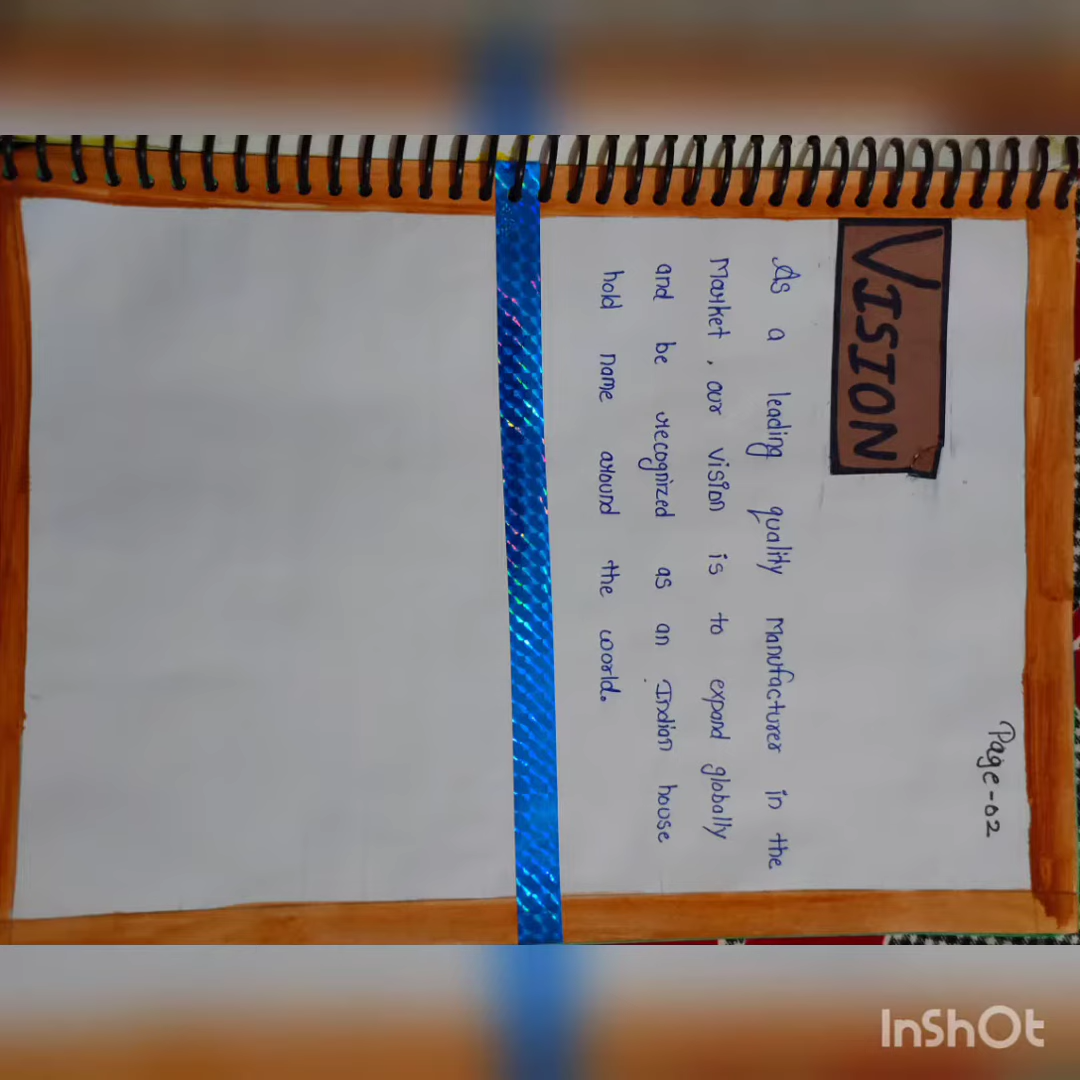 Page-02
VISION
As a leading quality Manufacturer in the
Market, our vision is to expand globally
and be recognized as an Indian house
hold name around the world.
InShOt